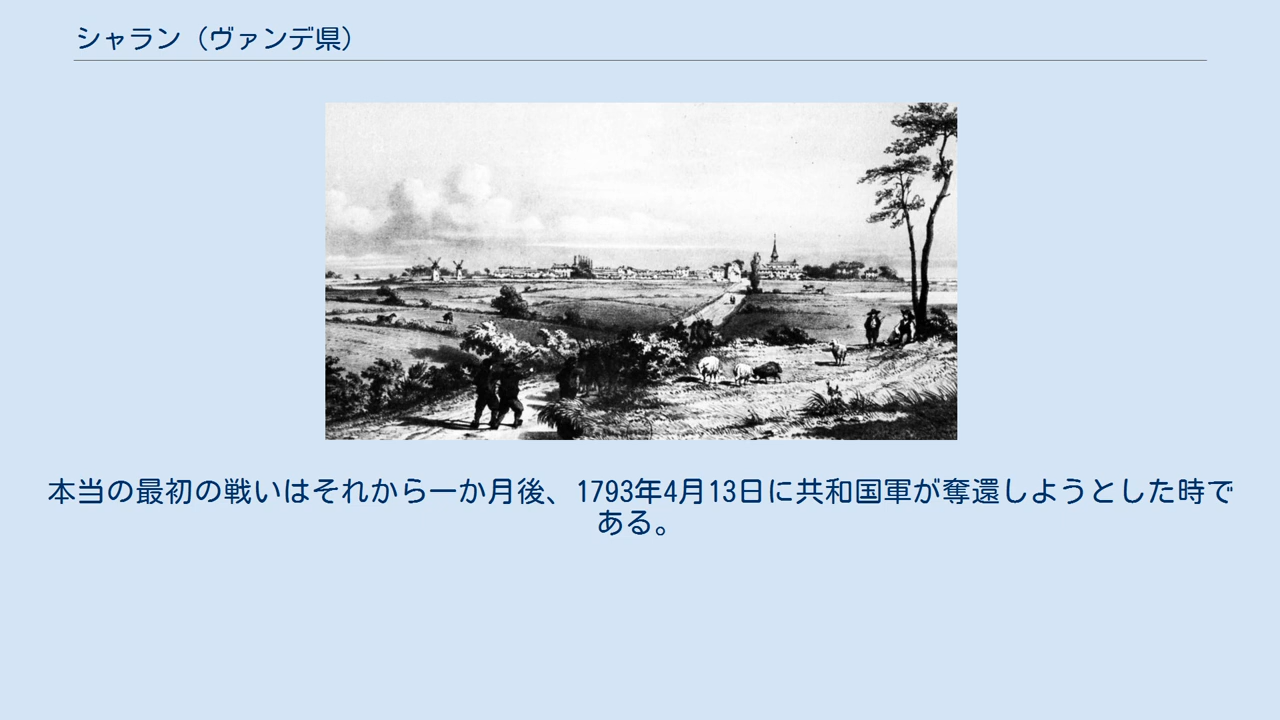 シャラン（ヴァンデ県）
本当の最初の戦いはそれから一か月後、1793年4月13日に共和国軍が奪還しようとした時で
ある。